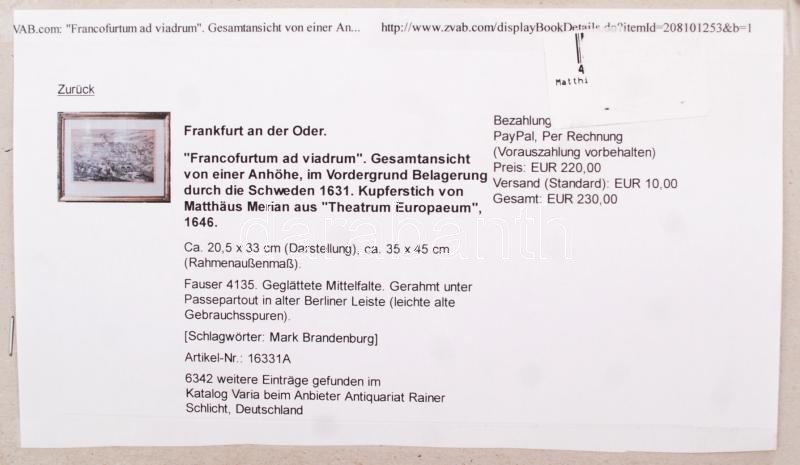 VAB.com: "Francofurtum ad viadrum". Gesamtansicht von einer An... http://www.zvab.com/displayBookDetails.do?itemId=208101253&b=1
4
Matthi
Zurück
Frankfurt an der Oder.
"Francofurtum ad viadrum". Gesamtansicht
von einer Anhöhe, im Vordergrund Belagerung
durch die Schweden 1631. Kupferstich von
Matthäus Merian aus "Theatrum Europaeum",
1646.
Ca. 20,5 x 33 cm (Darstellung), ca. 35 x 45 cm
(Rahmenaußenmaß).
Fauser 4135. Geglättete Mittelfalte. Gerahmt unter
Passepartout in alter Berliner Leiste (leichte alte
Gebrauchsspuren).
[Schlagwörter: Mark Brandenburg]
Artikel-Nr.: 16331A
6342 weitere Einträge gefunden im
Katalog Varia beim Anbieter Antiquariat Rainer
Schlicht, Deutschland
Bezahlung
PayPal, Per Rechnung
(Vorauszahlung vorbehalten)
Preis: EUR 220,00
Versand (Standard): EUR 10,00
Gesamt: EUR 230,00
darabanth